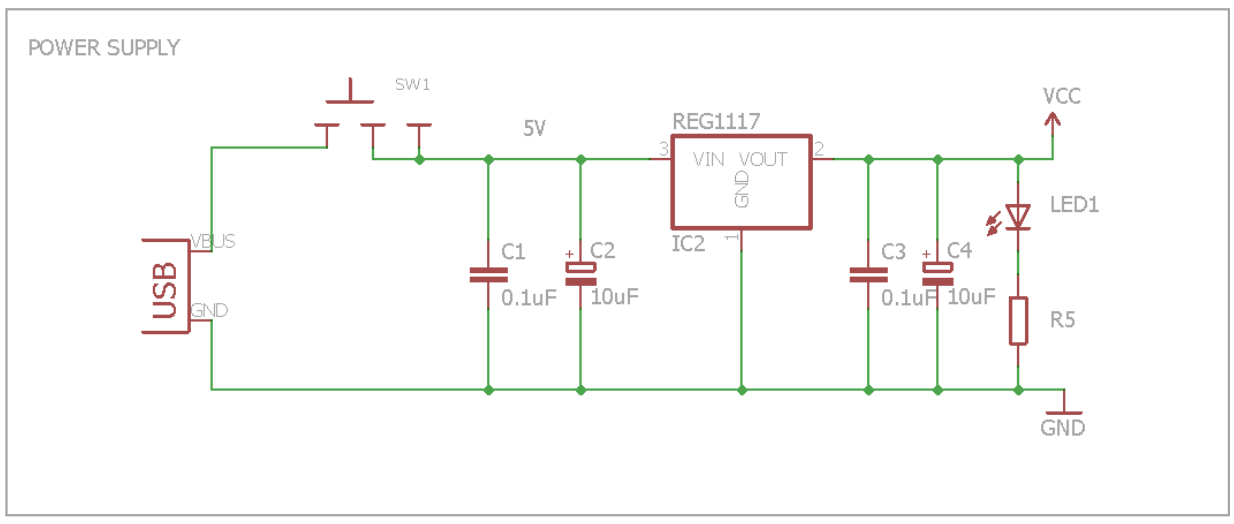 POWER SUPPLY
SW1
5V
REG1117
VCC
3
VIN
VOUT
2
GND
1
IC2
LED1
VBUS
USB
GND
C1
0.1uF
+
C2
10uF
C3
0.1uF
+
C4
10uF
R5
GND